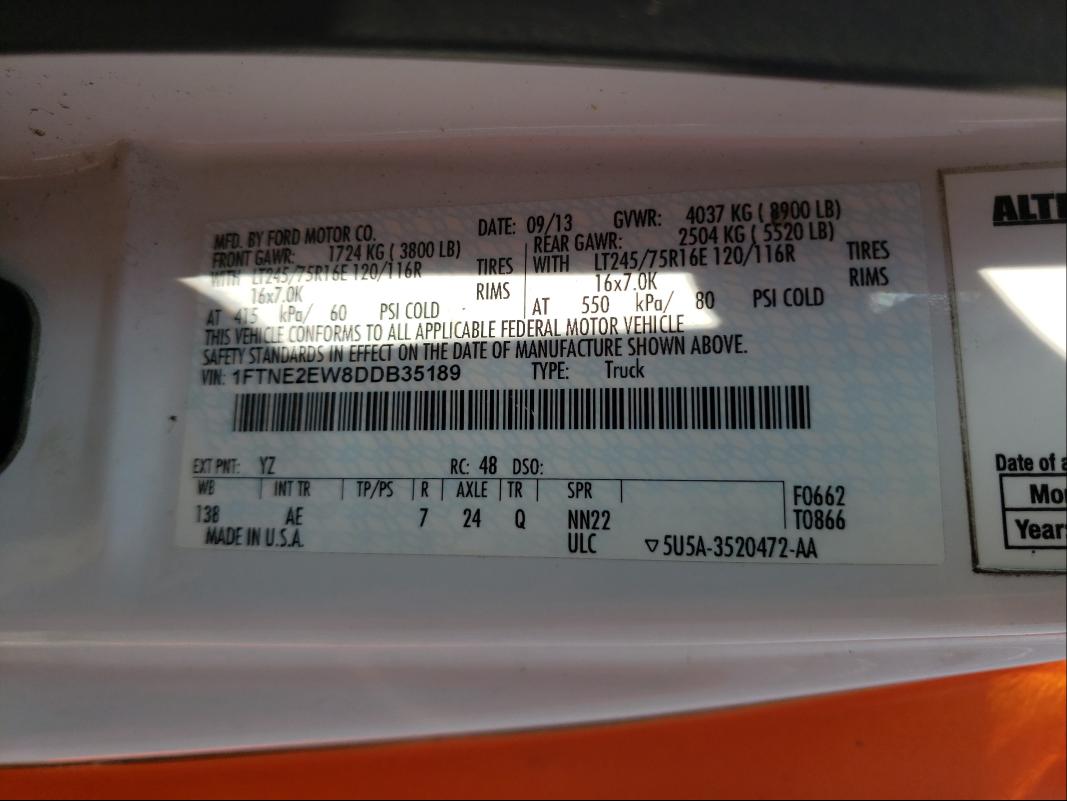 MFD. BY FORD MOTOR CO. DATE: 09/13 GVWR: 4037 KG ( 8900 LB)
FRONT GAWR: 1724 KG ( 3800 LB) REAR GAWR: 2504 KG ( 5520 LB)
WITH LT245/75R16E 120/116R TIRES WITH LT245/75R16E 120/116R TIRES
16x7.0K RIMS 16x7.0K RIMS
AT 415 kPa/ 60 PSI COLD AT 550 kPa/ 80 PSI COLD
THIS VEHICLE CONFORMS TO ALL APPLICABLE FEDERAL MOTOR VEHICLE
SAFETY STANDARDS IN EFFECT ON THE DATE OF MANUFACTURE SHOWN ABOVE.
VIN: 1FTNE2EW8DDB35189 TYPE: Truck
EXT PNT: YZ RC: 48 DSO:
WB INT TR TP/PS R AXLE TR SPR F0662
138 AE 7 24 Q NN22 T0866
MADE IN U.S.A. ULC ▽5U5A-3520472-AA
ALTE
Date of a
Mo
Year: